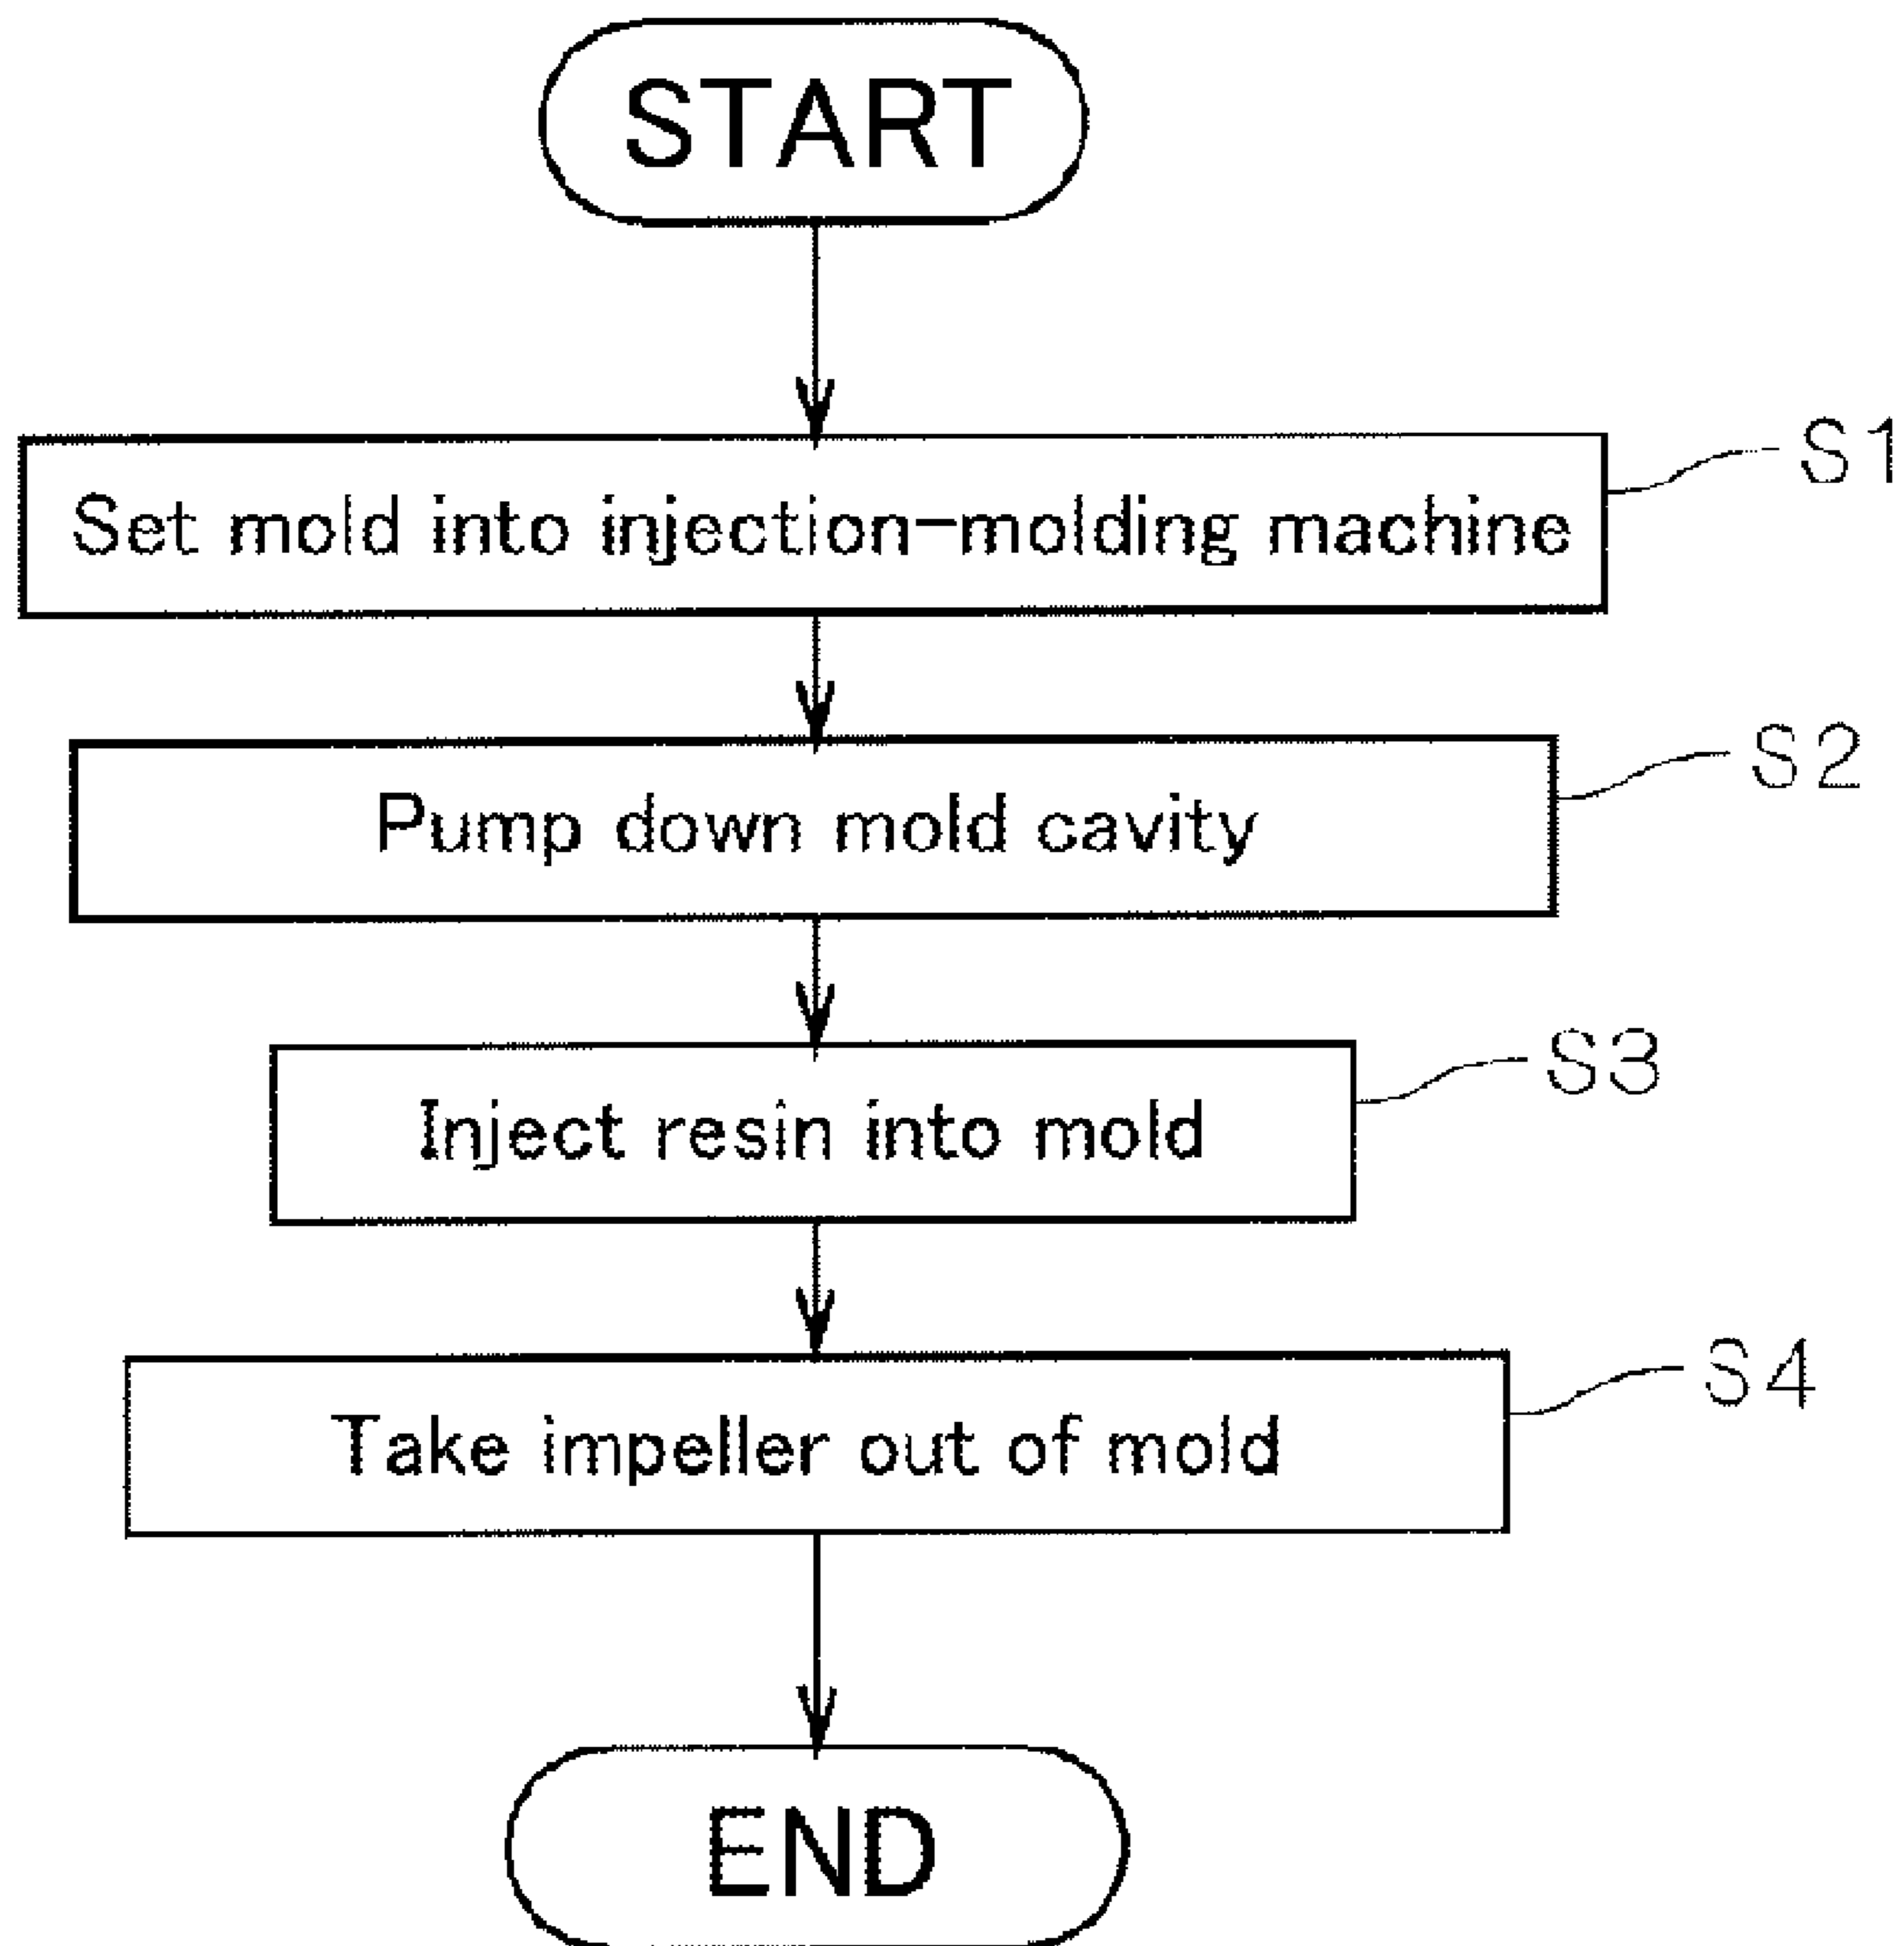 START
Set mold into injection-molding machine
S1
Pump down mold cavity
S2
Inject resin into mold
S3
Take impeller out of mold
S4
END